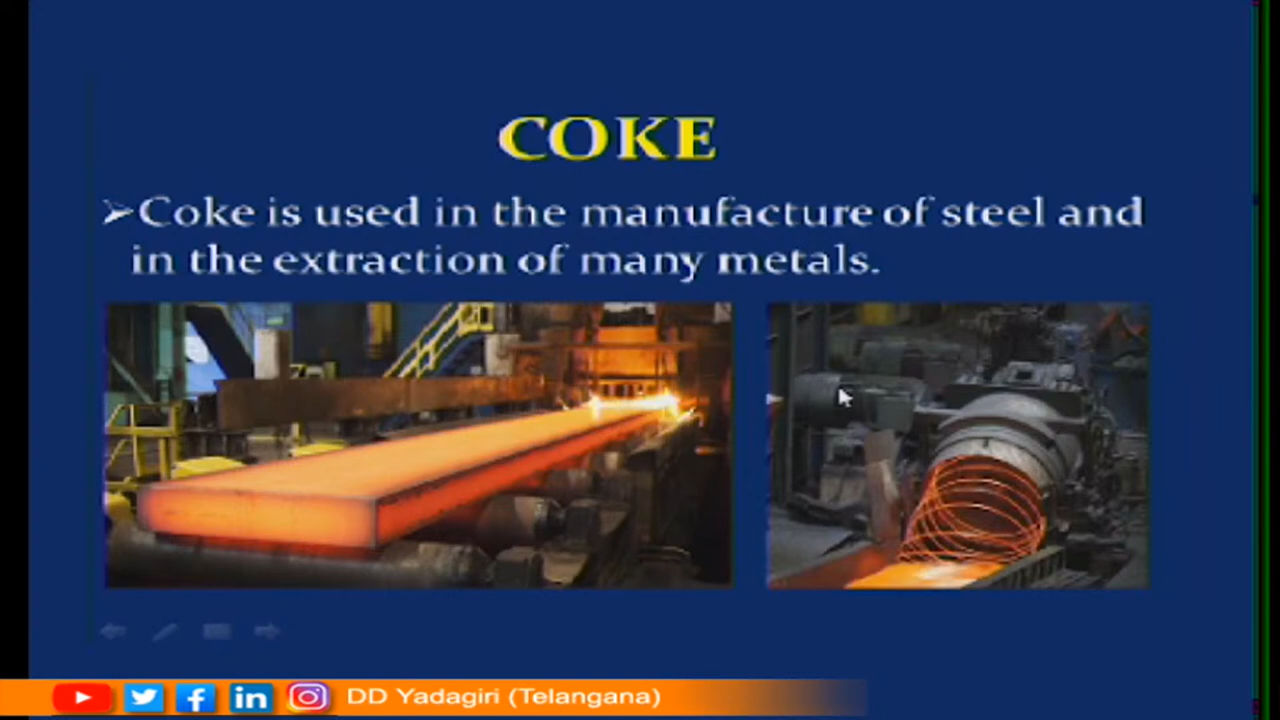 COKE
➢Coke is used in the manufacture of steel and
in the extraction of many metals.
DD Yadagiri (Telangana)